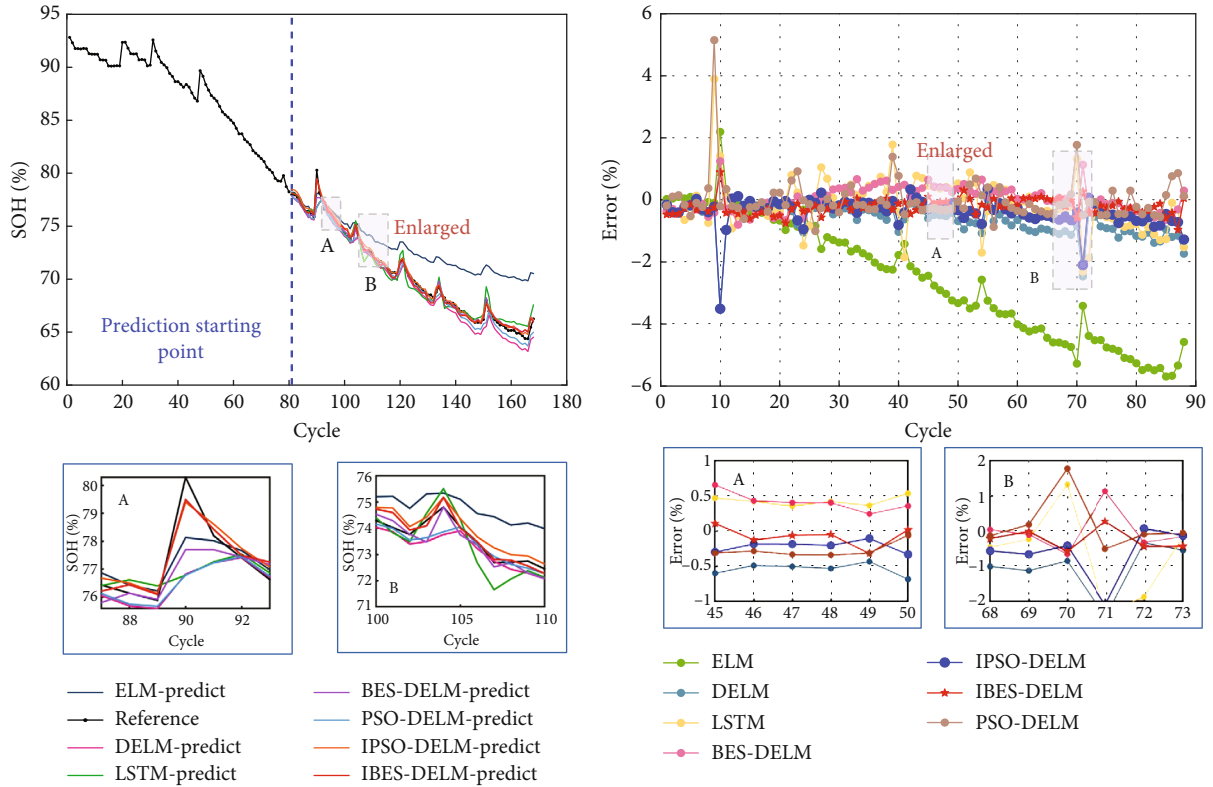 95
90
85
80
75
70
65
60
SOH (%)
0 20 40 60 80 100 120 140 160 180
Cycle
Prediction starting
point
Enlarged
A
B
6
4
2
0
−2
−4
−6
Error (%)
0 10 20 30 40 50 60 70 80 90
Cycle
Enlarged
A
B
80
79
78
77
76
SOH (%)
A
88 90 92
Cycle
76
75
74
73
72
71
SOH (%)
B
100 105 110
Cycle
1
0.5
0
−0.5
−1
Error (%)
A
45 46 47 48 49 50
2
1
0
−1
−2
Error (%)
B
68 69 70 71 72 73
ELM-predict
Reference
DELM-predict
LSTM-predict
BES-DELM-predict
PSO-DELM-predict
IPSO-DELM-predict
IBES-DELM-predict
ELM
DELM
LSTM
BES-DELM
IPSO-DELM
IBES-DELM
PSO-DELM